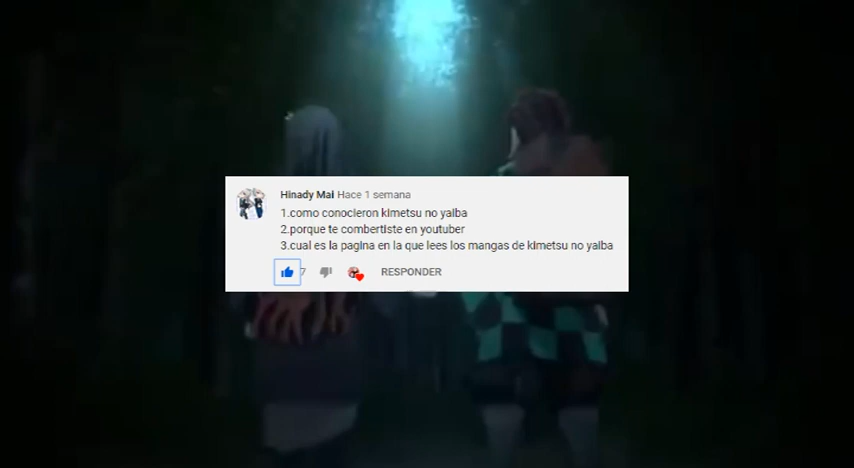 Hinady Mai Hace 1 semana
1.como conocieron kimetsu no yaiba
2.porque te combertiste en youtuber
3.cual es la pagina en la que lees los mangas de kimetsu no yaiba
7 RESPONDER